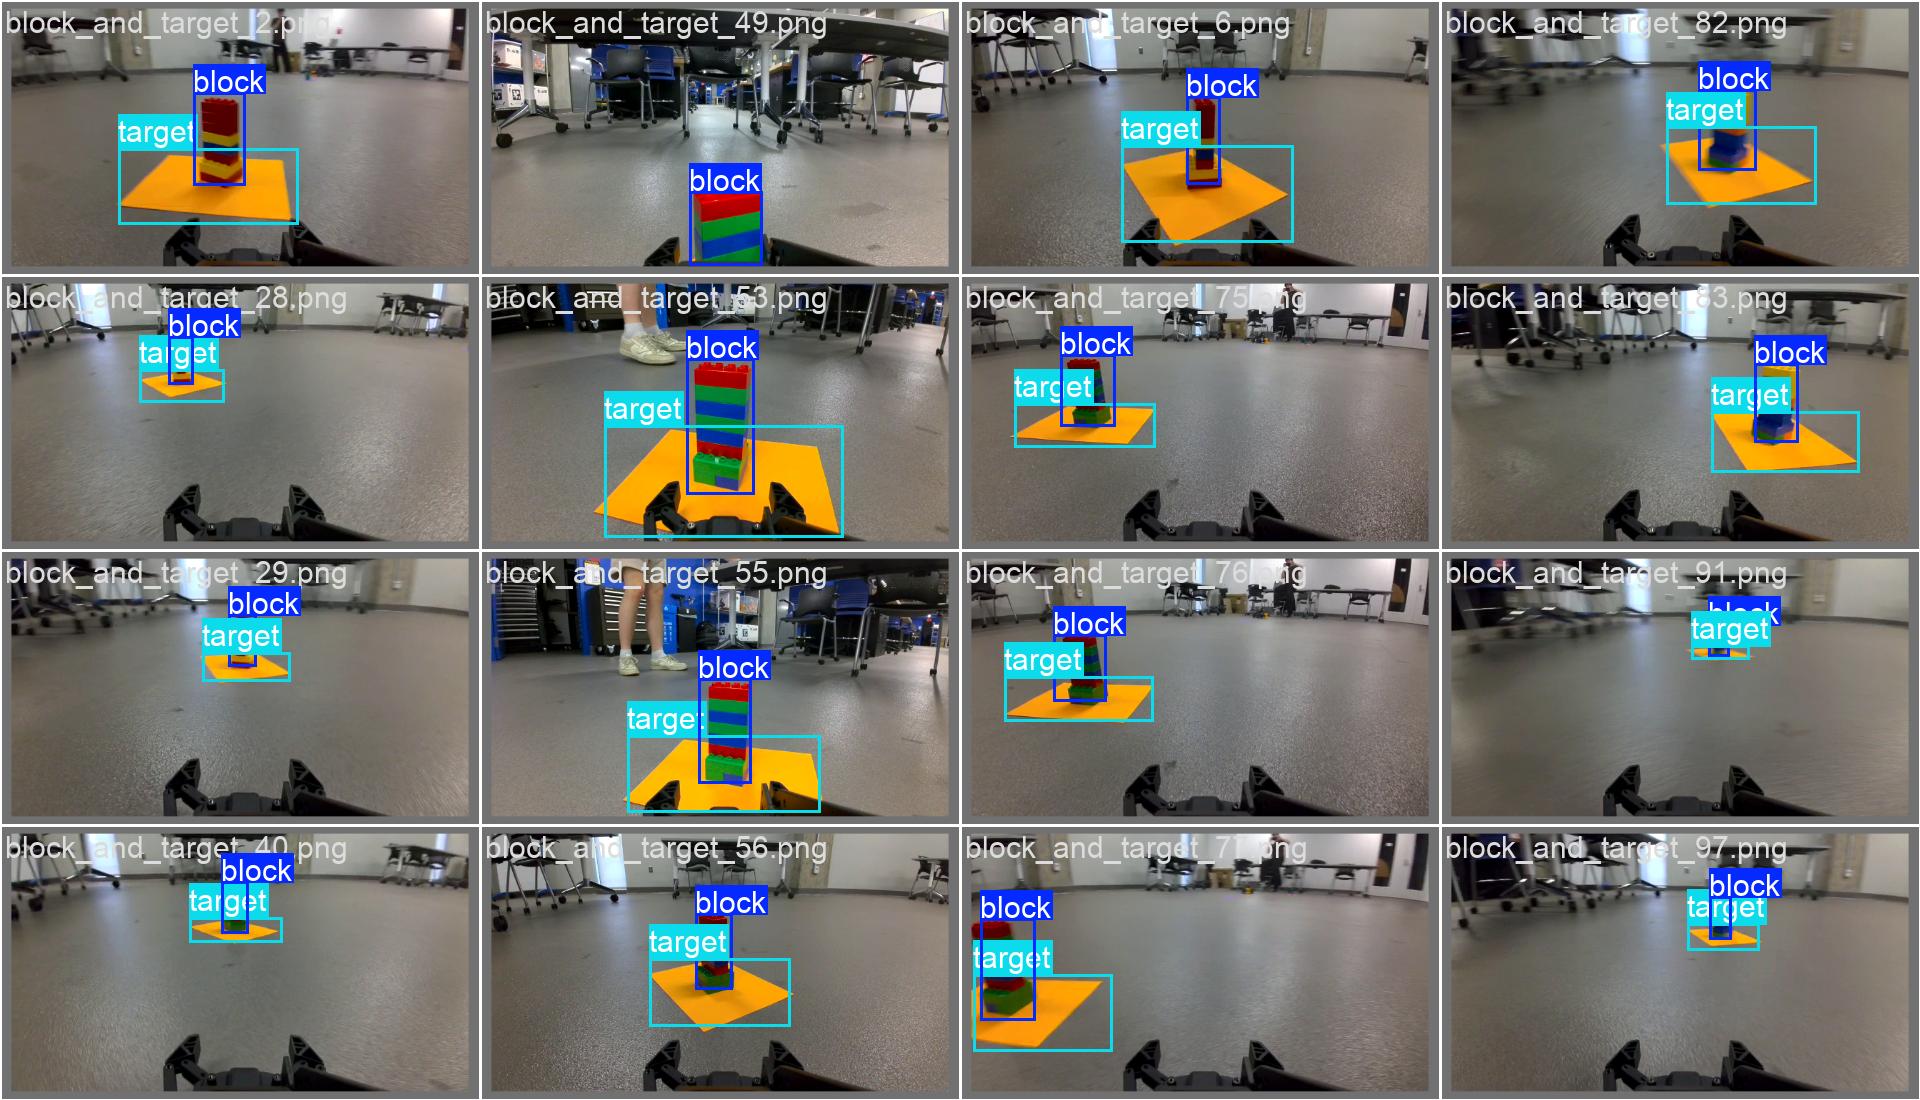 block_and_target_2.png
block
target
block_and_target_49.png
block
block_and_target_6.png
block
target
block_and_target_82.png
block
target
block_and_target_28.png
block
target
block_and_target_53.png
block
target
block_and_target_75.png
block
target
block_and_target_83.png
block
target
block_and_target_29.png
block
target
block_and_target_55.png
block
target
block_and_target_76.png
block
target
block_and_target_91.png
block
target
block_and_target_40.png
block
target
block_and_target_56.png
block
target
block_and_target_77.png
block
target
block_and_target_97.png
block
target